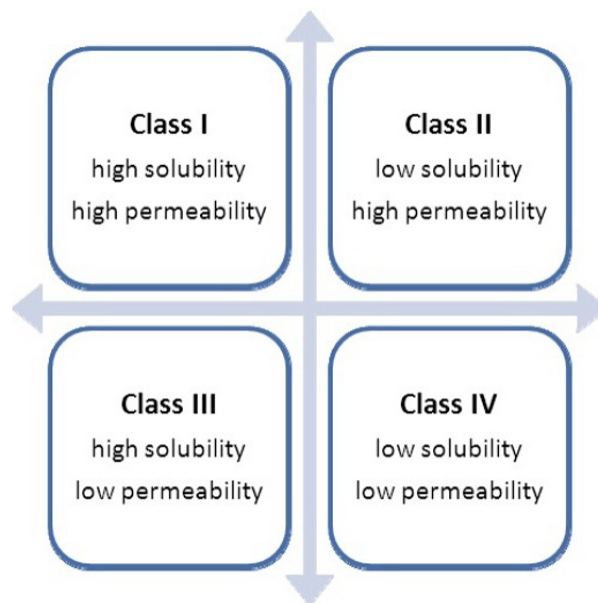 Class I
high solubility
high permeability
Class II
low solubility
high permeability
Class III
high solubility
low permeability
Class IV
low solubility
low permeability